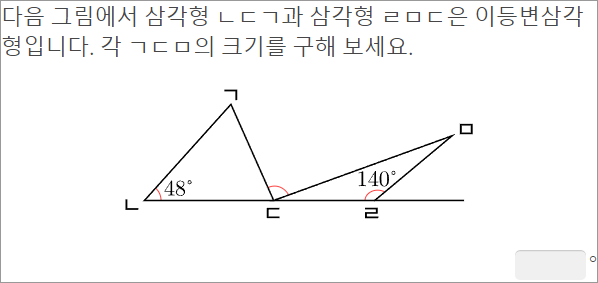 다음 그림에서 삼각형 ㄴㄷㄱ과 삼각형 ㄹㅁㄷ은 이등변삼각
형입니다. 각 ㄱㄷㅁ의 크기를 구해 보세요.
ㄱ
ㅁ
48°
140°
ㄴ
ㄷ
ㄹ
°